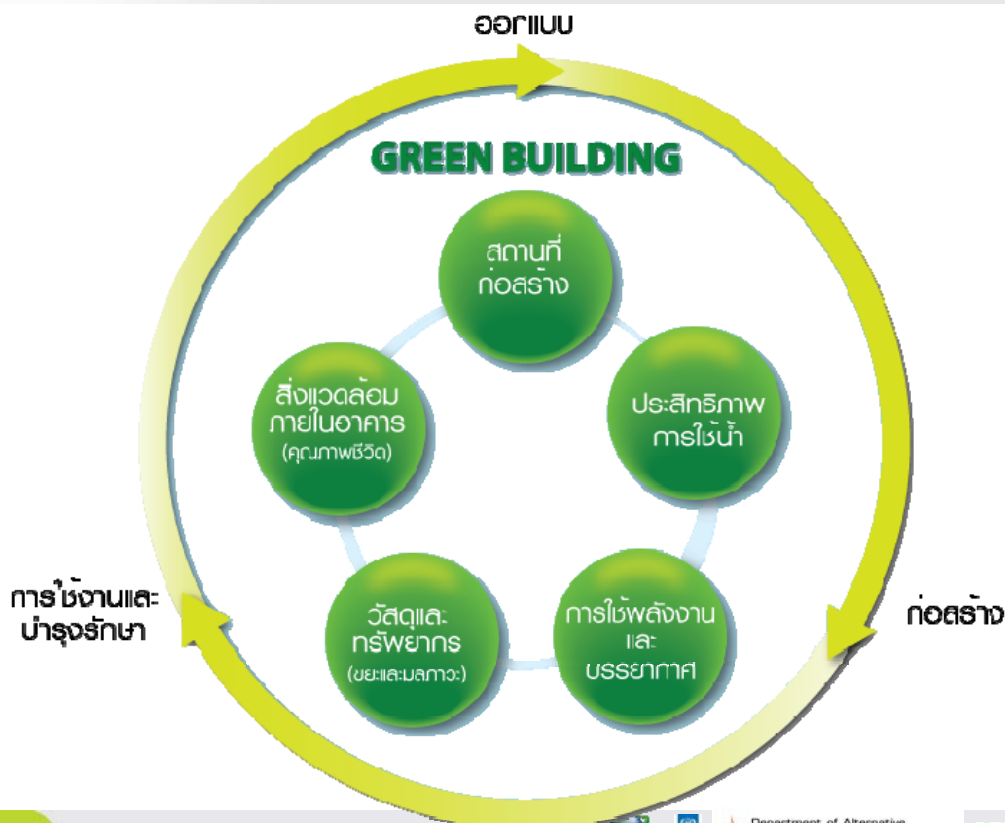 ออกแบบ
GREEN BUILDING
สถานที่
ก่อสร้าง
ประสิทธิภาพ
การใช้น้ำ
การใช้พลังงาน
และ
บรรยากาศ
วัสดุและ
ทรัพยากร
(ขยะและมลภาวะ)
สิ่งแวดล้อม
ภายในอาคาร
(คุณภาพชีวิต)
ก่อสร้าง
การใช้งานและ
บำรุงรักษา
Department of Alternative